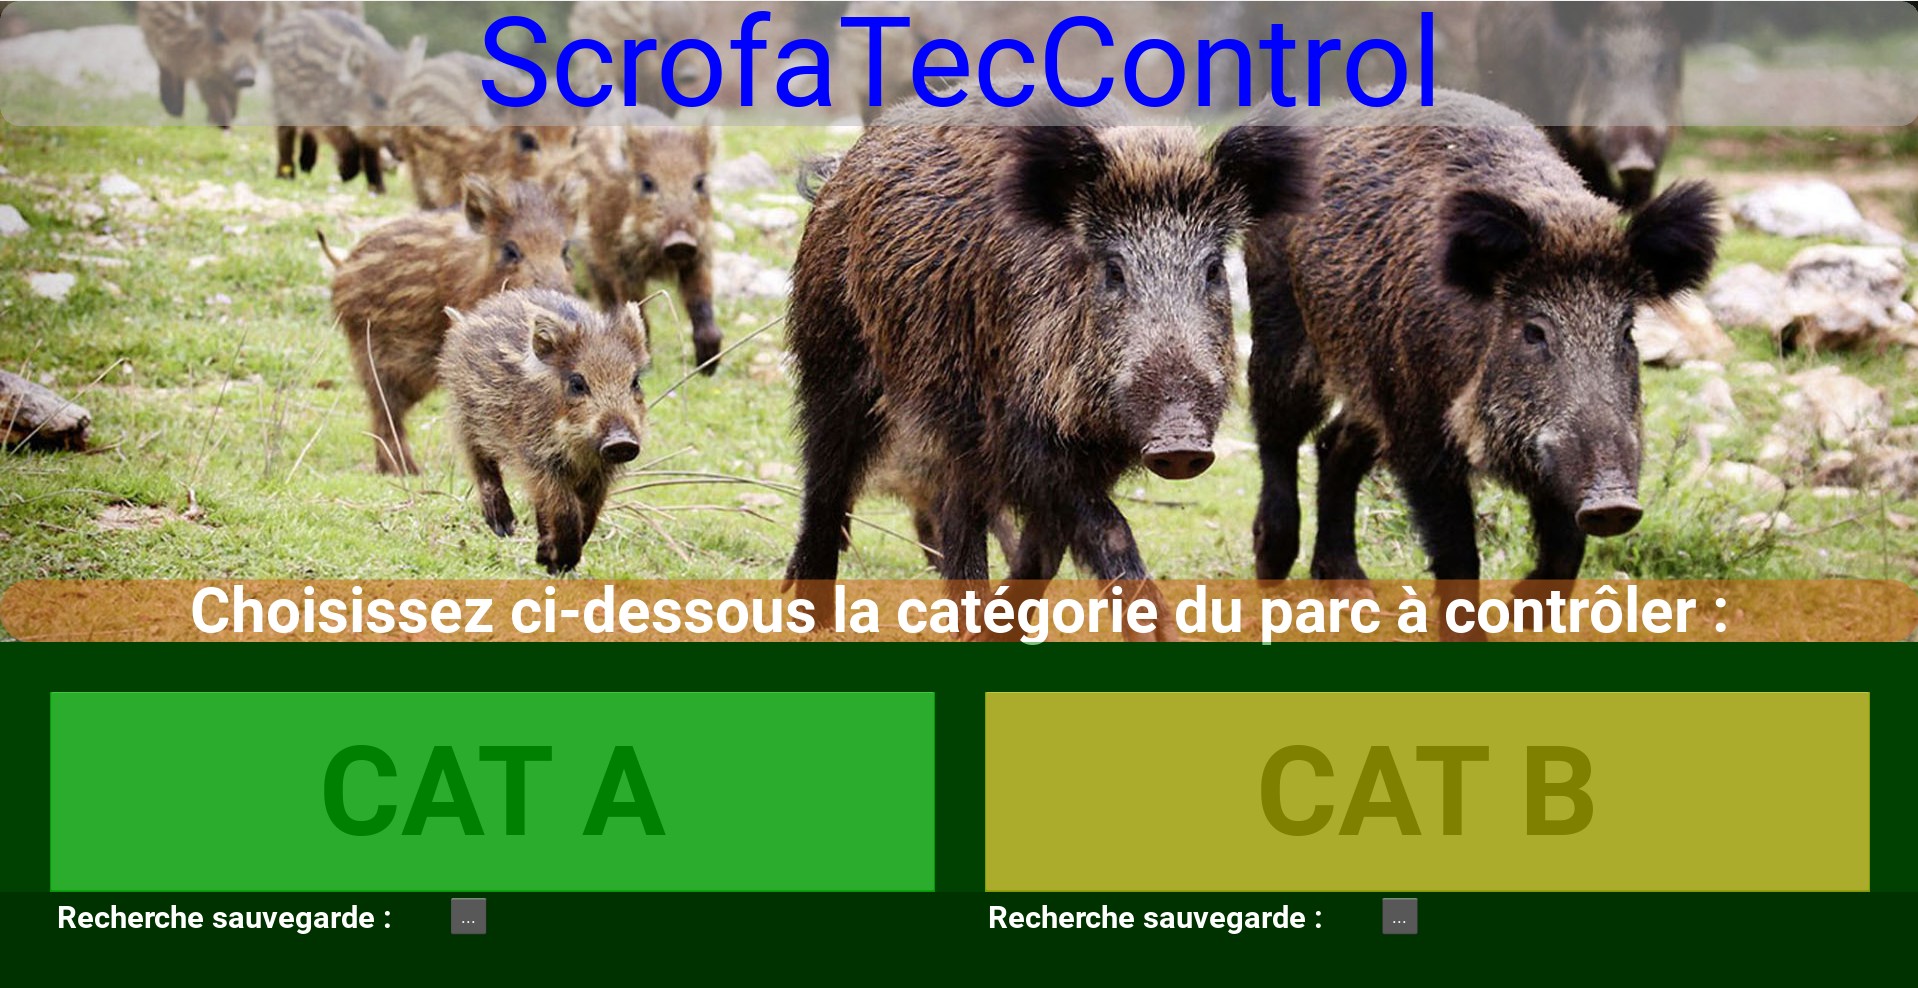 ScrofaTecControl
Choisissez ci-dessous la catégorie du parc à contrôler :
CAT A
CAT B
Recherche sauvegarde :
...
Recherche sauvegarde :
...